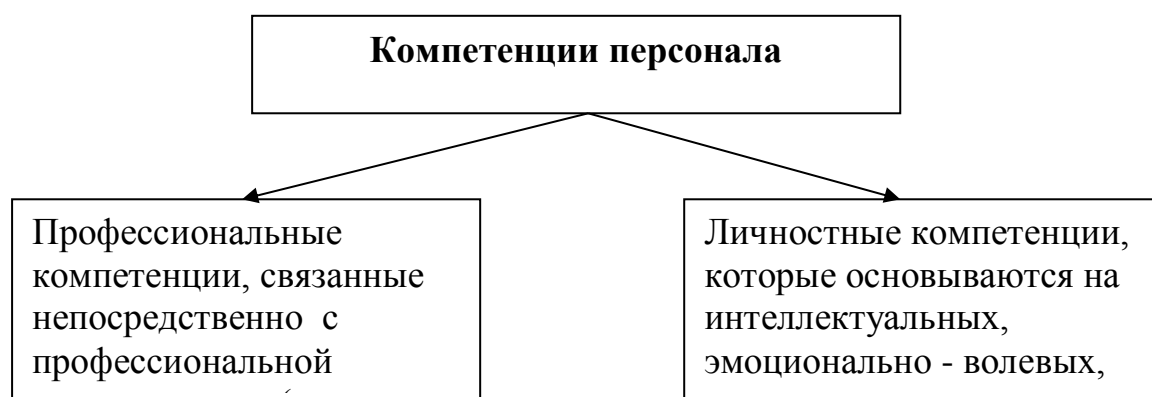 Компетенции персонала
Профессиональные
компетенции, связанные
непосредственно с
профессиональной
Личностные компетенции,
которые основываются на
интеллектуальных,
эмоционально - волевых,